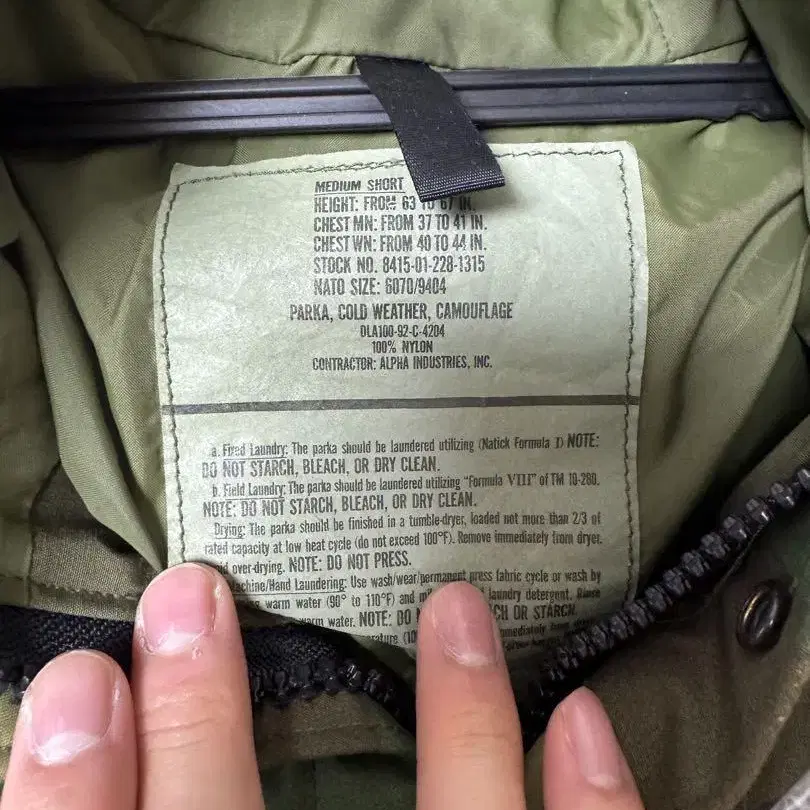 MEDIUM SHORT
HEIGHT: FROM 63 TO 67 IN.
CHEST MN: FROM 37 TO 41 IN.
CHEST WN: FROM 40 TO 44 IN.
STOCK NO. 8415-01-228-1315
NATO SIZE: 6070/9404
PARKA, COLD WEATHER, CAMOUFLAGE
DLA100-92-C-4204
100% NYLON
CONTRACTOR: ALPHA INDUSTRIES, INC.
a. Fixed Laundry: The parka should be laundered utilizing (Natick Formula I) NOTE:
DO NOT STARCH, BLEACH, OR DRY CLEAN.
b. Field Laundry: The parka should be laundered utilizing "Formula VIII" of TM 10-280.
NOTE: DO NOT STARCH, BLEACH, OR DRY CLEAN.
Drying: The parka should be finished in a tumble-dryer, loaded not more than 2/3 of
rated capacity at low heat cycle (do not exceed 100°F). Remove immediately from dryer,
over-drying. NOTE: DO NOT PRESS.
Machine/Hand Laundering: Use wash/wear/permanent press fabric cycle or wash by
warm water (90° to 110°F) and laundry detergent. Rinse
warm water. NOTE: DO OR STARCH.